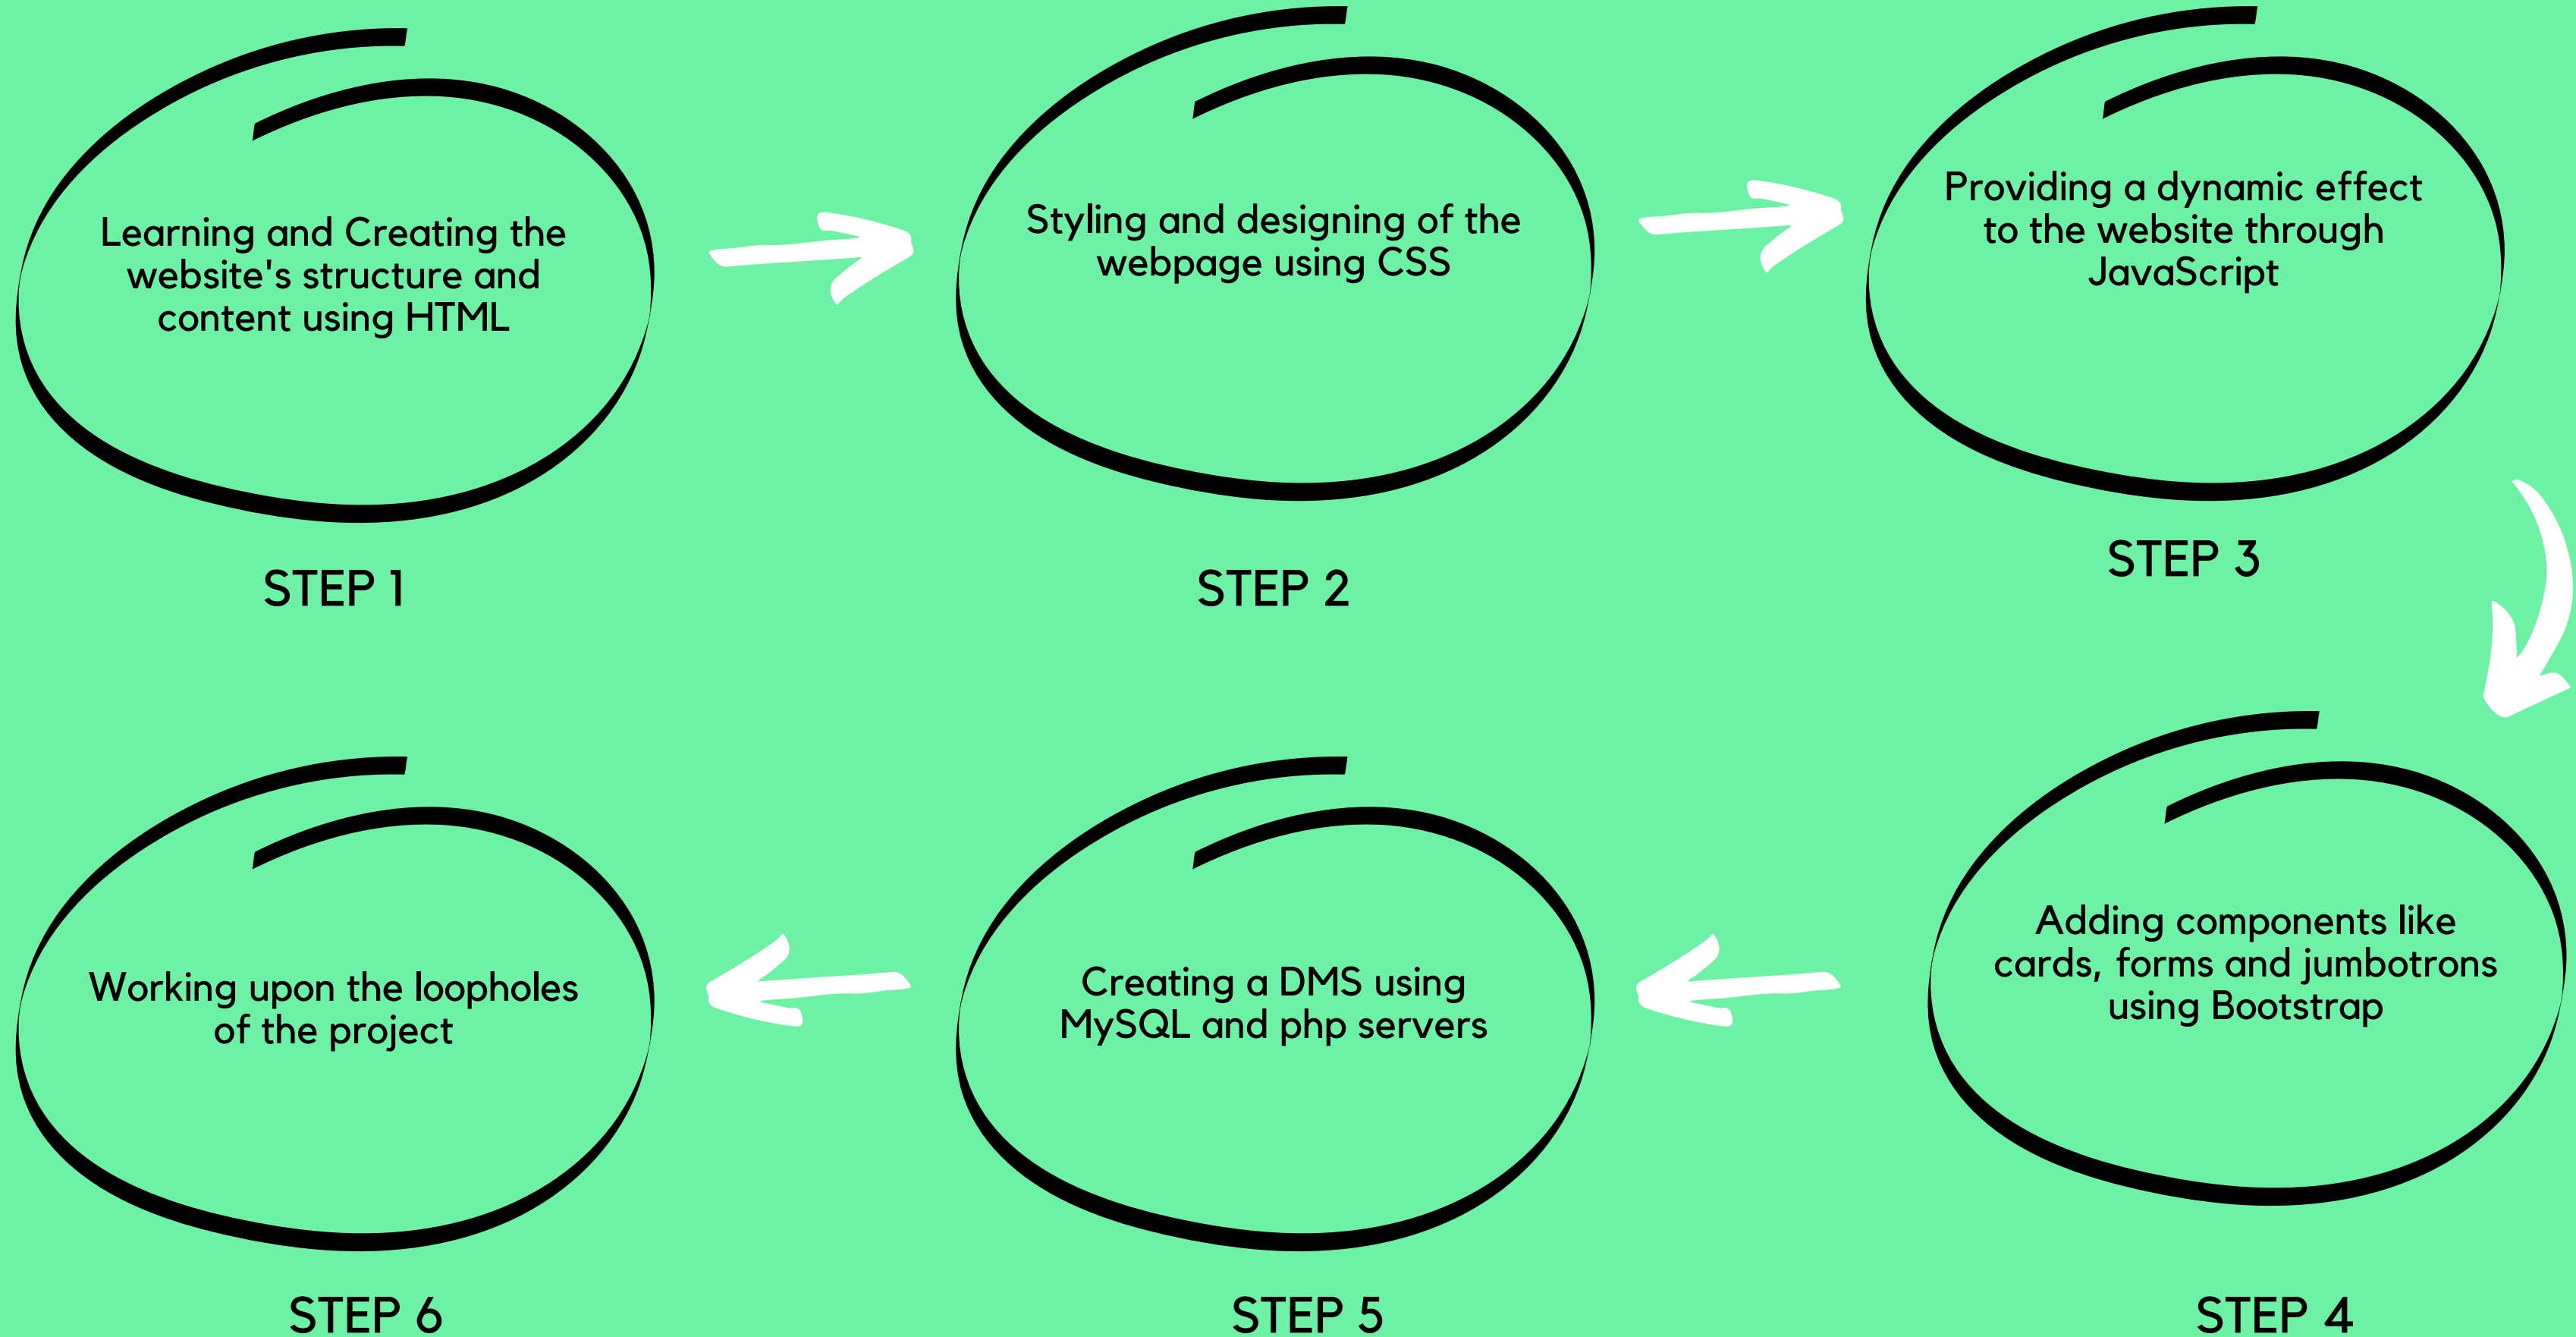 Learning and Creating the
website's structure and
content using HTML
STEP 1
Styling and designing of the
webpage using CSS
STEP 2
Providing a dynamic effect
to the website through
JavaScript
STEP 3
Adding components like
cards, forms and jumbotrons
using Bootstrap
STEP 4
Creating a DMS using
MySQL and php servers
STEP 5
Working upon the loopholes
of the project
STEP 6